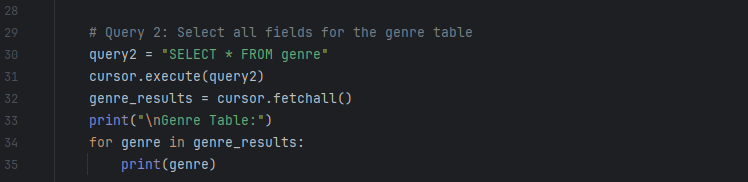 28
29 # Query 2: Select all fields for the genre table
30 query2 = "SELECT * FROM genre"
31 cursor.execute(query2)
32 genre_results = cursor.fetchall()
33 print("\nGenre Table:")
34 for genre in genre_results:
35 print(genre)